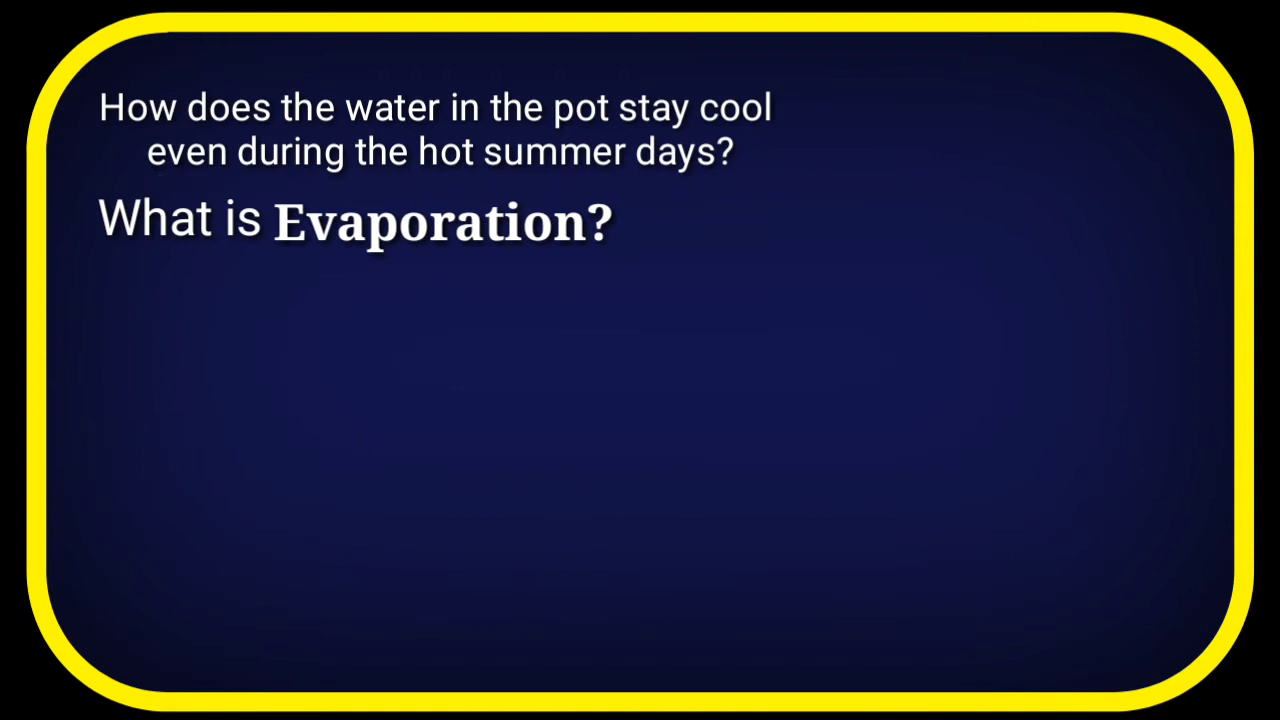 How does the water in the pot stay cool
even during the hot summer days?
What is Evaporation?